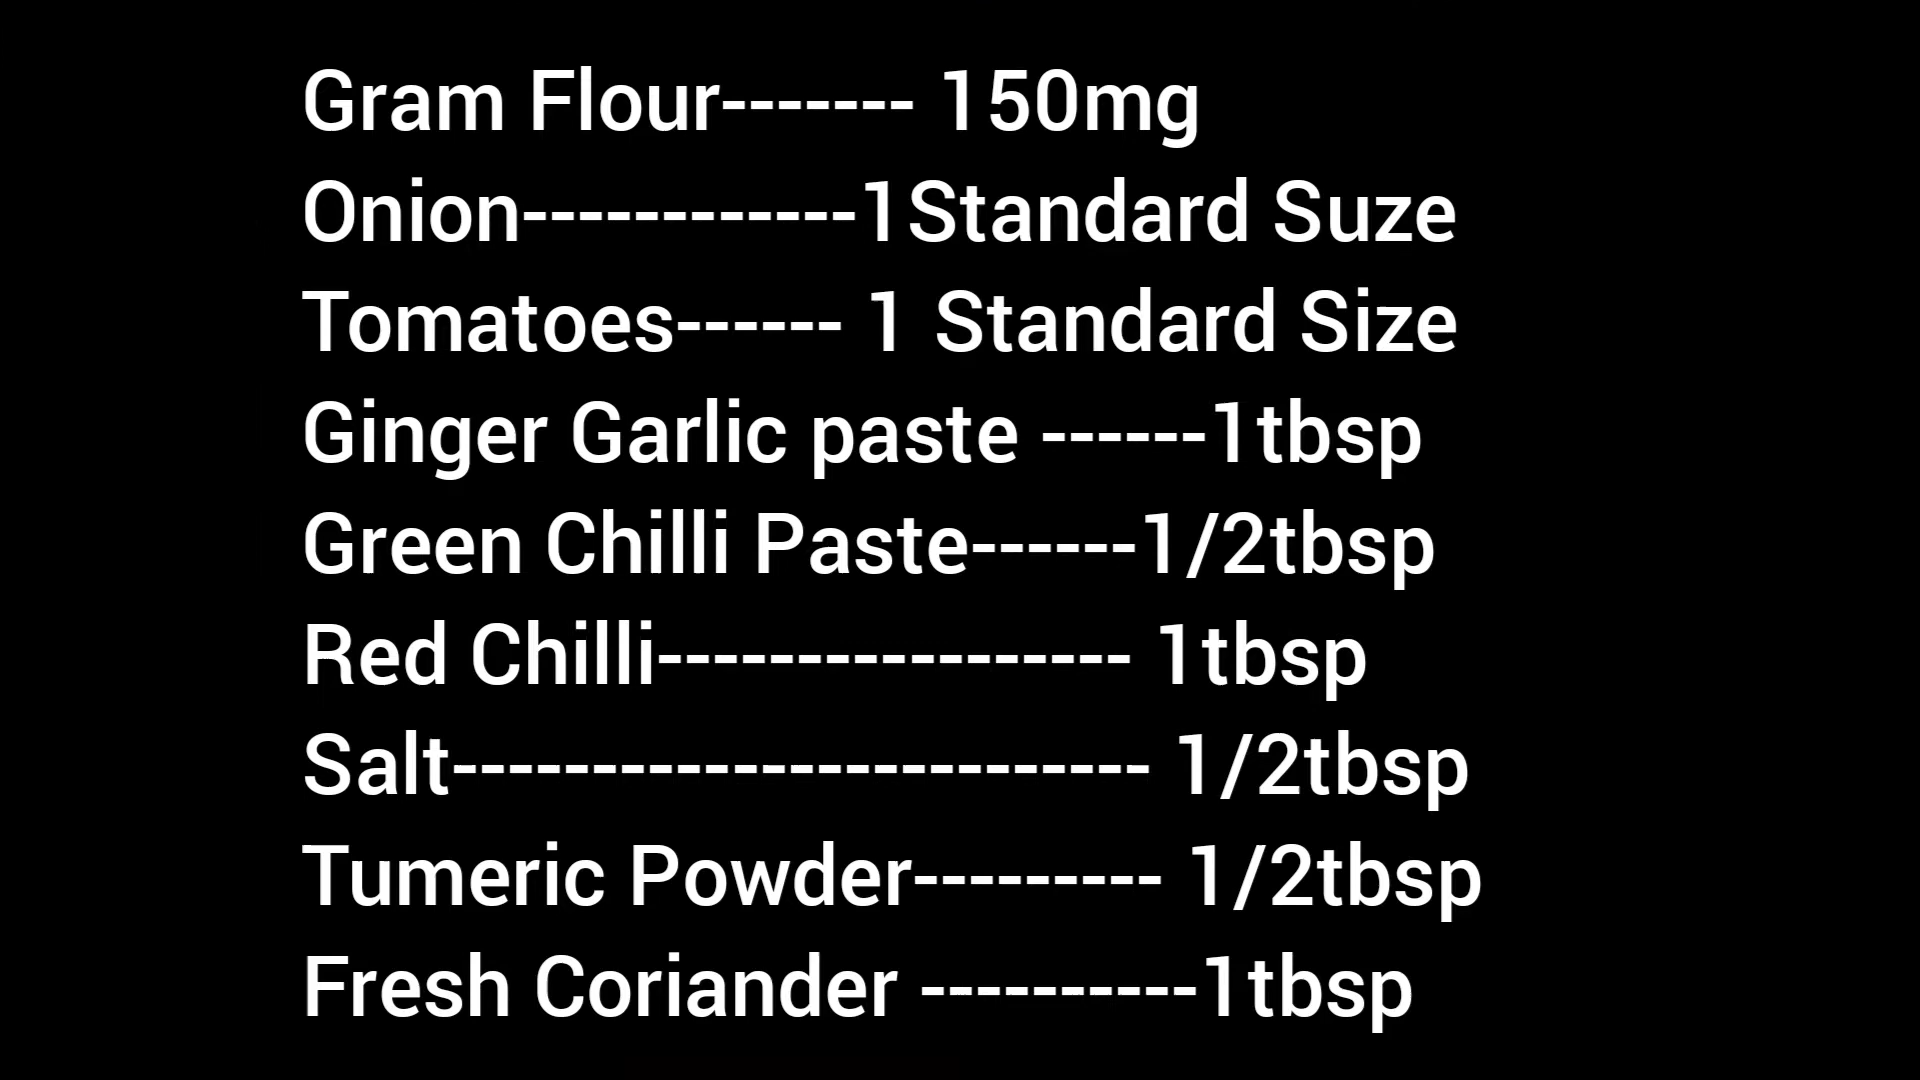 Gram Flour------- 150mg
Onion------------1Standard Suze
Tomatoes------ 1 Standard Size
Ginger Garlic paste ------1tbsp
Green Chilli Paste------1/2tbsp
Red Chilli----------------- 1tbsp
Salt------------------------- 1/2tbsp
Tumeric Powder--------- 1/2tbsp
Fresh Coriander ----------1tbsp